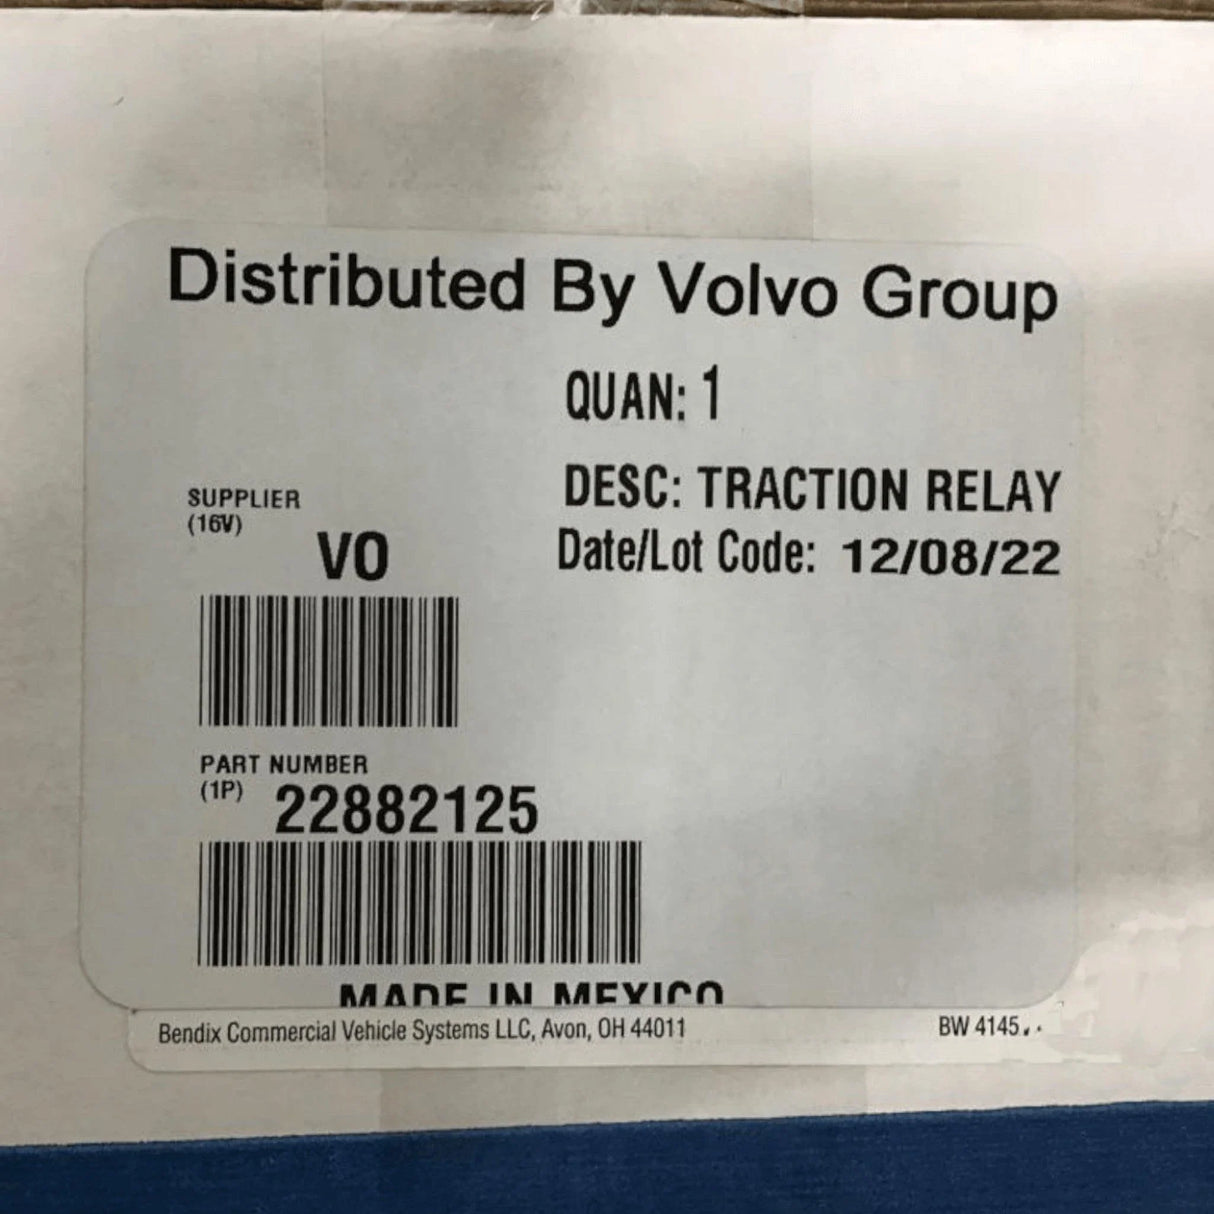 Distributed By Volvo Group
QUAN: 1
DESC: TRACTION RELAY
Date/Lot Code: 12/08/22
SUPPLIER
(16V)
VO
PART NUMBER
(1P) 22882125
MADE IN MEXICO
Bendix Commercial Vehicle Systems LLC, Avon, OH 44011
BW 4145